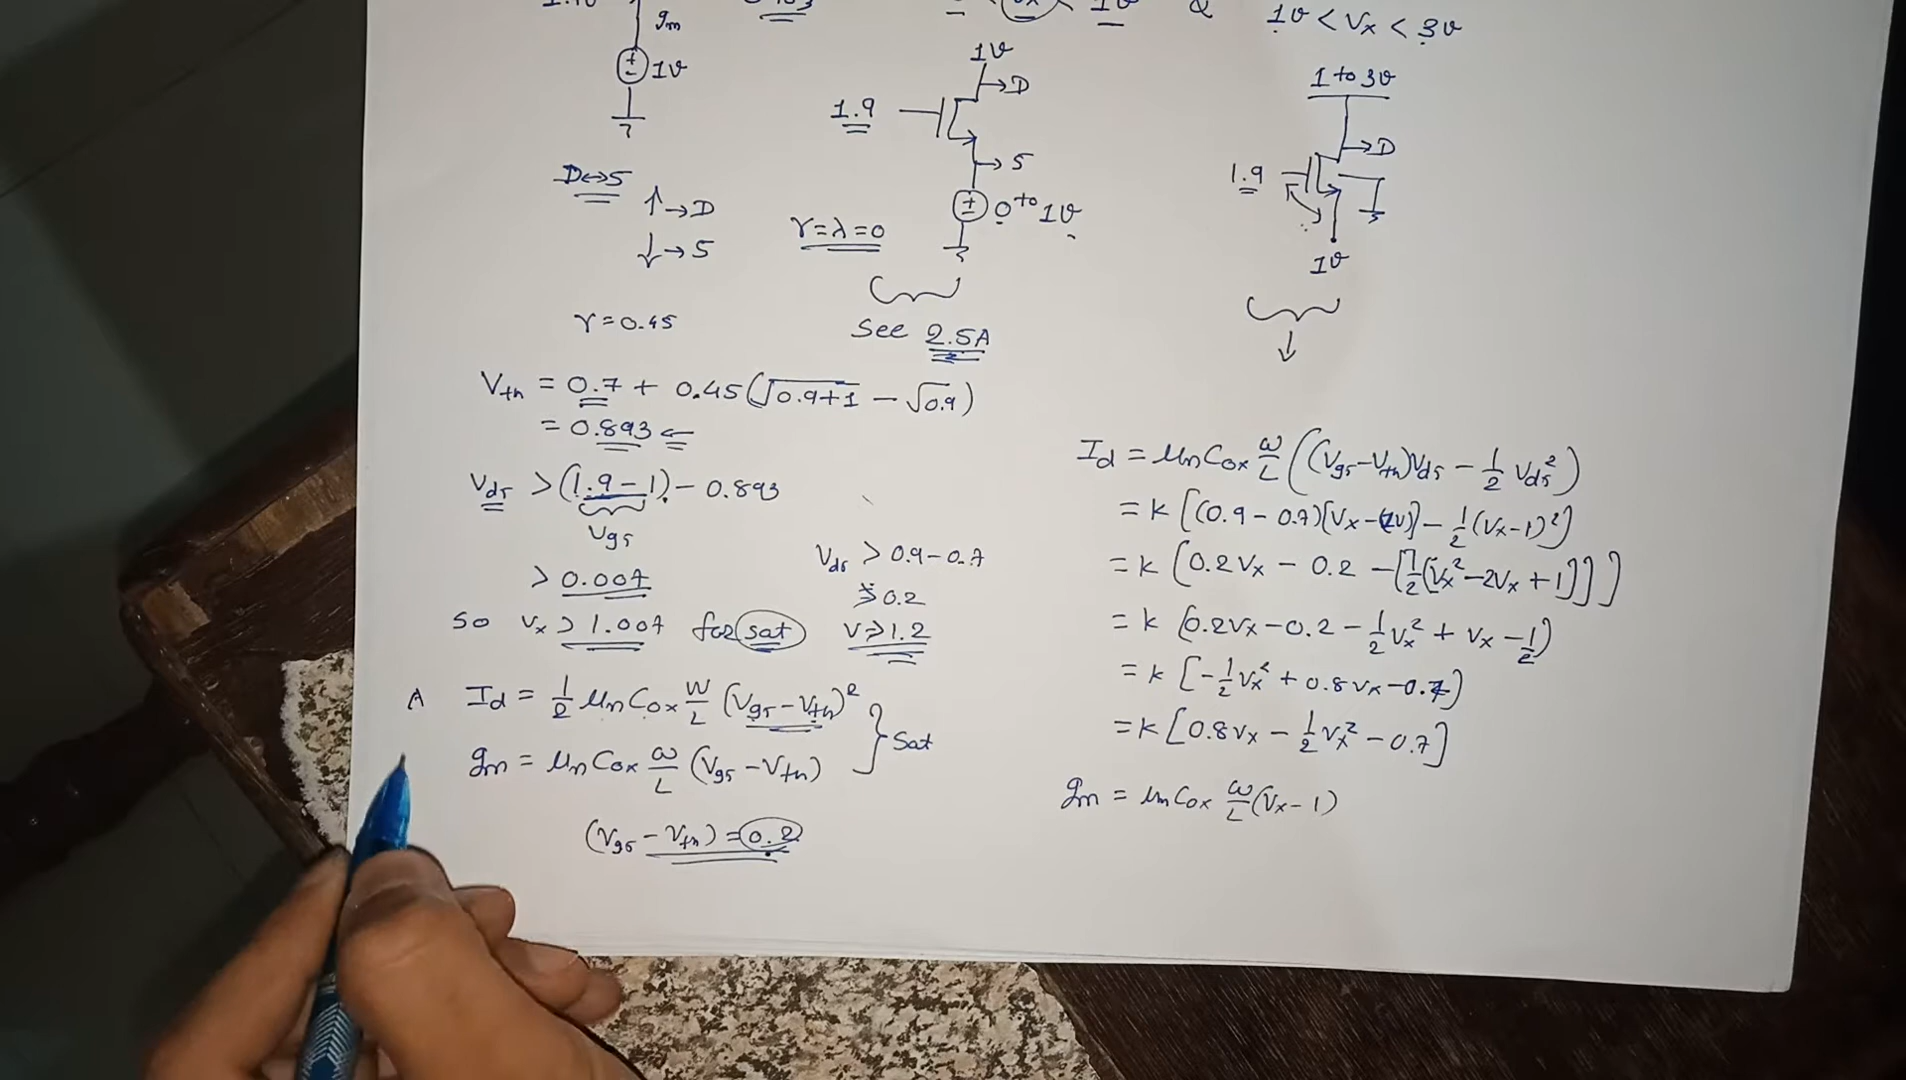 gm
1V < Vx < 3V
+
-
1V
1V
D
1.9
S
+
-
0 to 1V
1 to 3V
D
1.9
1V
D↔S
↑→D
↓→S
γ=λ=0
See 2.5A
γ=0.45
Vth = 0.7 + 0.45(√0.9+1 − √0.9)
= 0.893 ←
Vds > (1.9−1) − 0.893
Vgs
> 0.007
So Vx > 1.007 for sat
Vds > 0.9−0.7
≥ 0.2
V ≥ 1.2
A Id = 1/2 μnCox W/L (Vgs−Vth)²
gm = μnCox W/L (Vgs−Vth)
} Sat
(Vgs−Vth) = 0.2
Id = μnCox W/L ((Vgs−Vth)Vds − 1/2 Vds²)
= K [(0.9−0.7)[Vx−(1V)] − 1/2 (Vx−1)²]
= K [0.2Vx − 0.2 − [1/2(Vx²−2Vx+1)]]
= K [0.2Vx−0.2−1/2Vx²+Vx−1/2)
= K [−1/2Vx²+0.8Vx−0.7)
= K [0.8Vx − 1/2Vx² − 0.7]
gm = μnCox W/L (Vx−1)